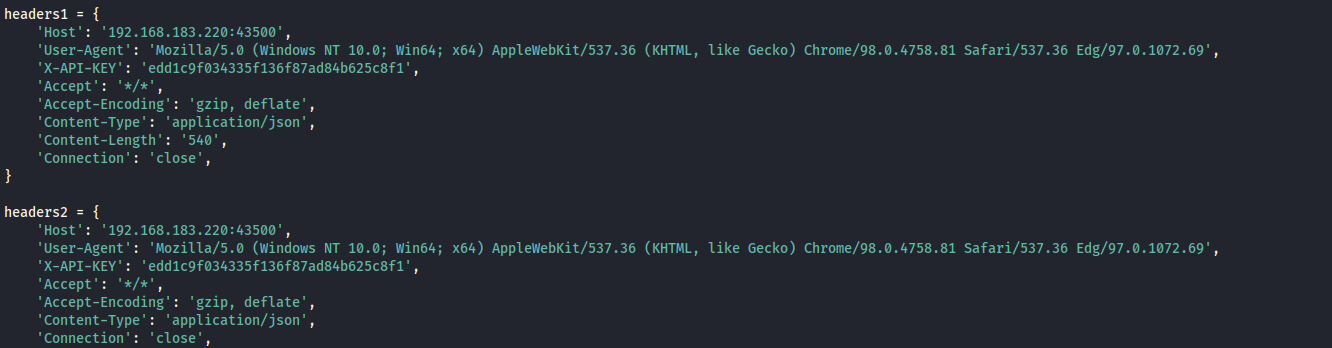 headers1 = {
    'Host': '192.168.183.220:43500',
    'User-Agent': 'Mozilla/5.0 (Windows NT 10.0; Win64; x64) AppleWebKit/537.36 (KHTML, like Gecko) Chrome/98.0.4758.81 Safari/537.36 Edg/97.0.1072.69',
    'X-API-KEY': 'edd1c9f034335f136f87ad84b625c8f1',
    'Accept': '*/*',
    'Accept-Encoding': 'gzip, deflate',
    'Content-Type': 'application/json',
    'Content-Length': '540',
    'Connection': 'close',
}
headers2 = {
    'Host': '192.168.183.220:43500',
    'User-Agent': 'Mozilla/5.0 (Windows NT 10.0; Win64; x64) AppleWebKit/537.36 (KHTML, like Gecko) Chrome/98.0.4758.81 Safari/537.36 Edg/97.0.1072.69',
    'X-API-KEY': 'edd1c9f034335f136f87ad84b625c8f1',
    'Accept': '*/*',
    'Accept-Encoding': 'gzip, deflate',
    'Content-Type': 'application/json',
    'Connection': 'close',